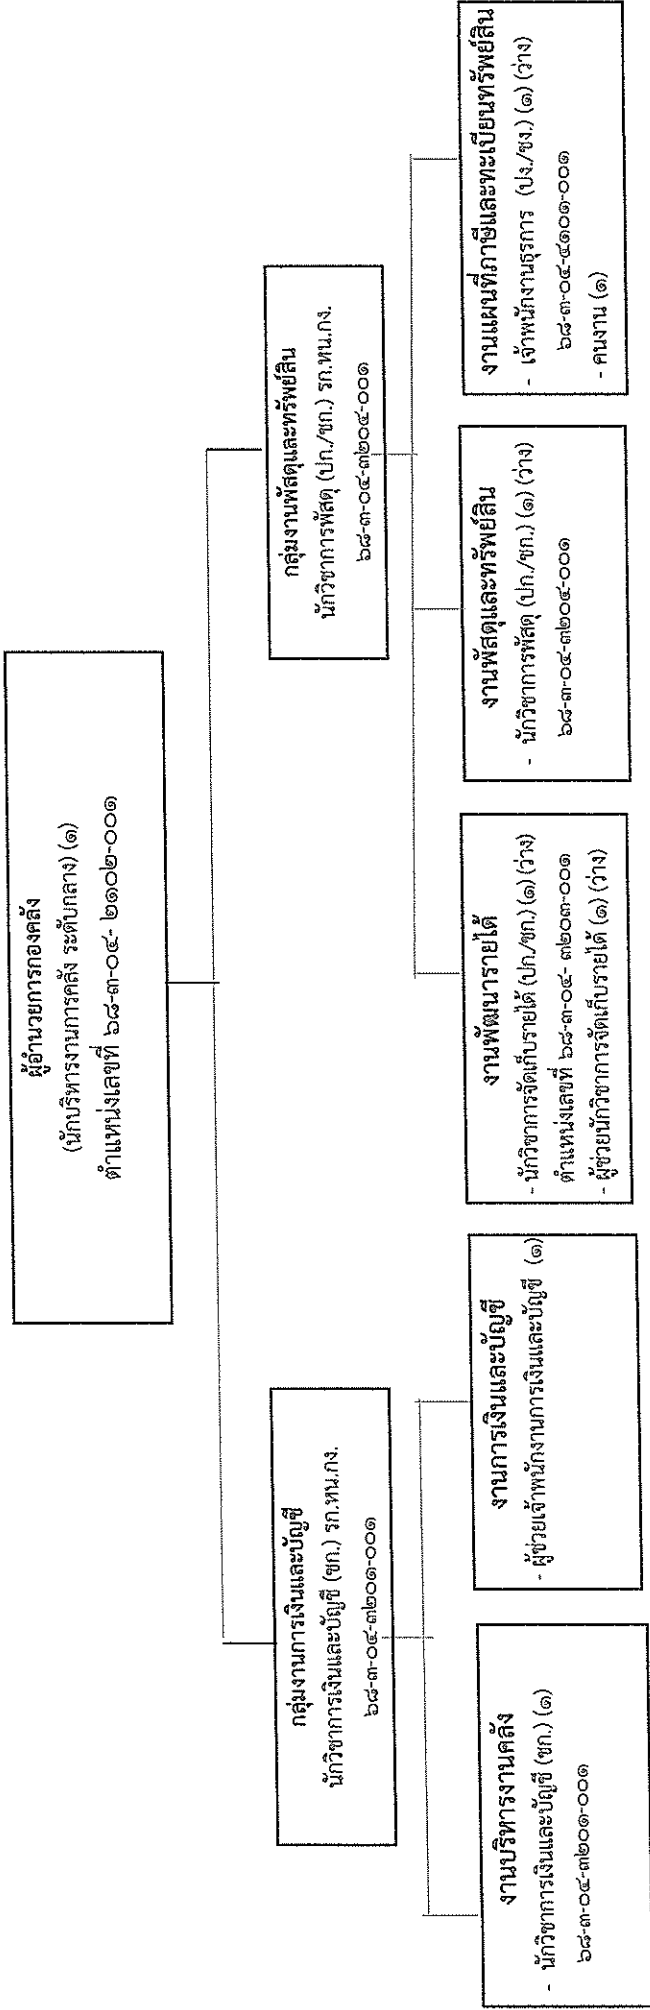 ผู้อำนวยการกองคลัง
(นักบริหารงานการคลัง ระดับกลาง) (๑)
ตำแหน่งเลขที่ ๖๘-๓-๐๔- ๒๑๐๒-๐๐๑
กลุ่มงานการเงินและบัญชี
นักวิชาการเงินและบัญชี (ชก.) รก.หน.กง.
๖๘-๓-๐๔-๓๒๐๑-๐๐๑
กลุ่มงานพัสดุและทรัพย์สิน
นักวิชาการพัสดุ (ปก./ชก.) รก.หน.กง.
๖๘-๓-๐๔-๓๒๐๔-๐๐๑
งานบริหารงานคลัง
- นักวิชาการเงินและบัญชี (ชก.) (๑)
๖๘-๓-๐๔-๓๒๐๑-๐๐๑
งานการเงินและบัญชี
- ผู้ช่วยเจ้าพนักงานการเงินและบัญชี (๑)
งานพัฒนารายได้
- นักวิชาการจัดเก็บรายได้ (ปก./ชก.) (๑) (ว่าง)
ตำแหน่งเลขที่ ๖๘-๓-๐๔- ๓๒๐๓-๐๐๑
- ผู้ช่วยนักวิชาการจัดเก็บรายได้ (๑) (ว่าง)
งานพัสดุและทรัพย์สิน
- นักวิชาการพัสดุ (ปก./ชก.) (๑) (ว่าง)
๖๘-๓-๐๔-๓๒๐๔-๐๐๑
งานแผนที่ภาษีและทะเบียนทรัพย์สิน
- เจ้าพนักงานธุรการ (ปง./ชง.) (๑) (ว่าง)
๖๘-๓-๐๔-๔๑๐๑-๐๐๑
- คนงาน (๑)